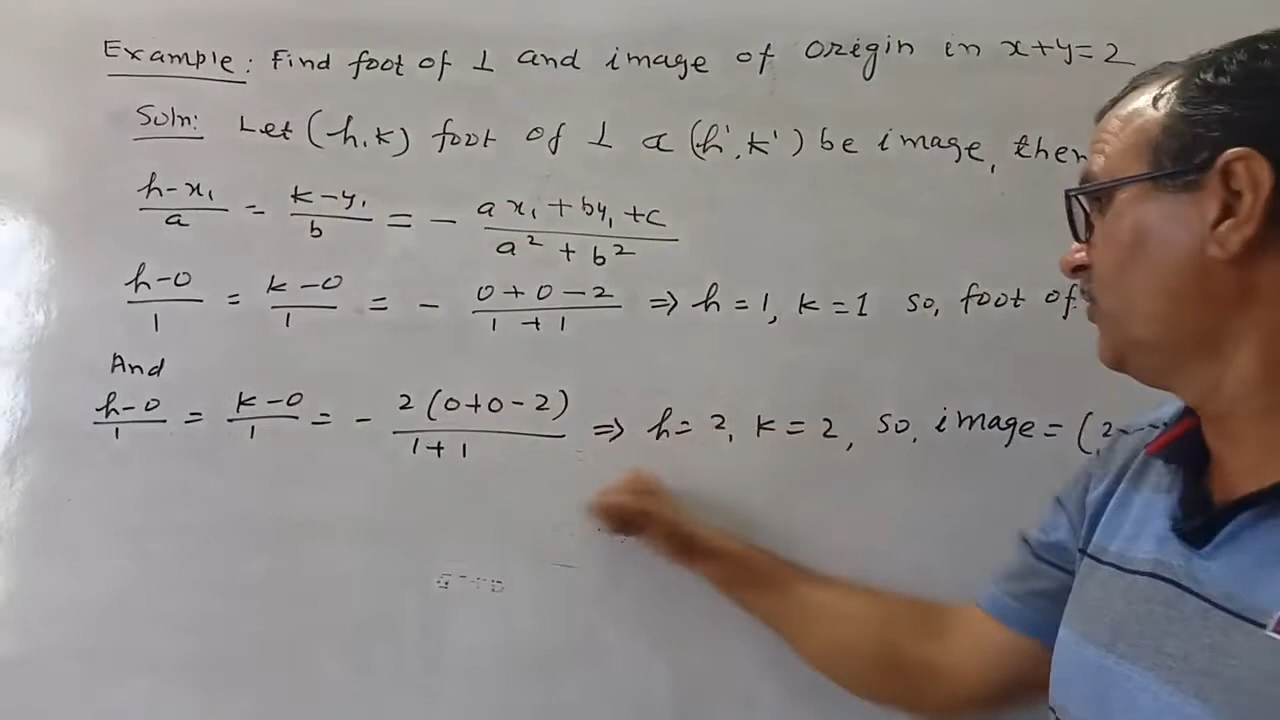 Example: Find foot of ⊥ and image of origin in x+y=2
Soln: Let (h,k) foot of ⊥ & (h',k') be image, then
(h-x₁)/a = (k-y₁)/b = - (ax₁+by₁+c)/(a²+b²)
(h-0)/1 = (k-0)/1 = - (0+0-2)/(1+1) ⇒ h=1, k=1 so, foot of
And
(h-0)/1 = (k-0)/1 = - 2(0+0-2)/(1+1) ⇒ h=2, k=2, so, image = (2,